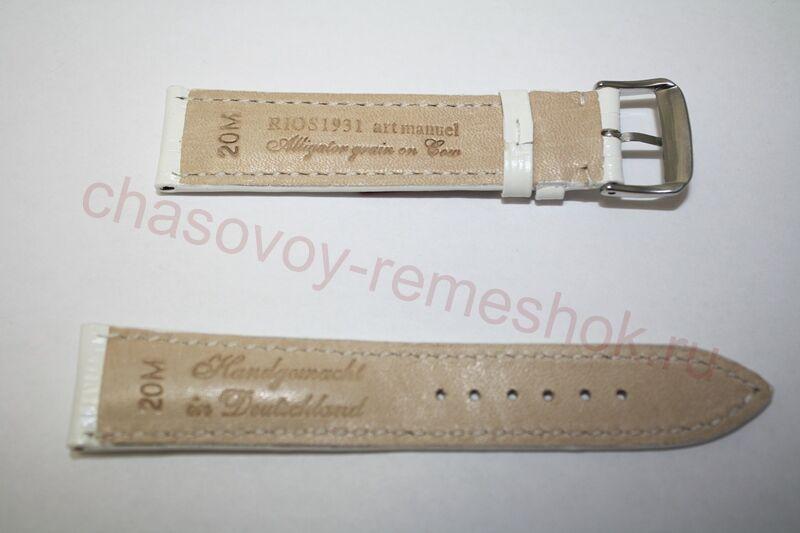 20M
RIOS1931 art manuel
Alligator grain on Cow
chasovoy-remeshok.ru
20M
Handgemacht
in Deutschland